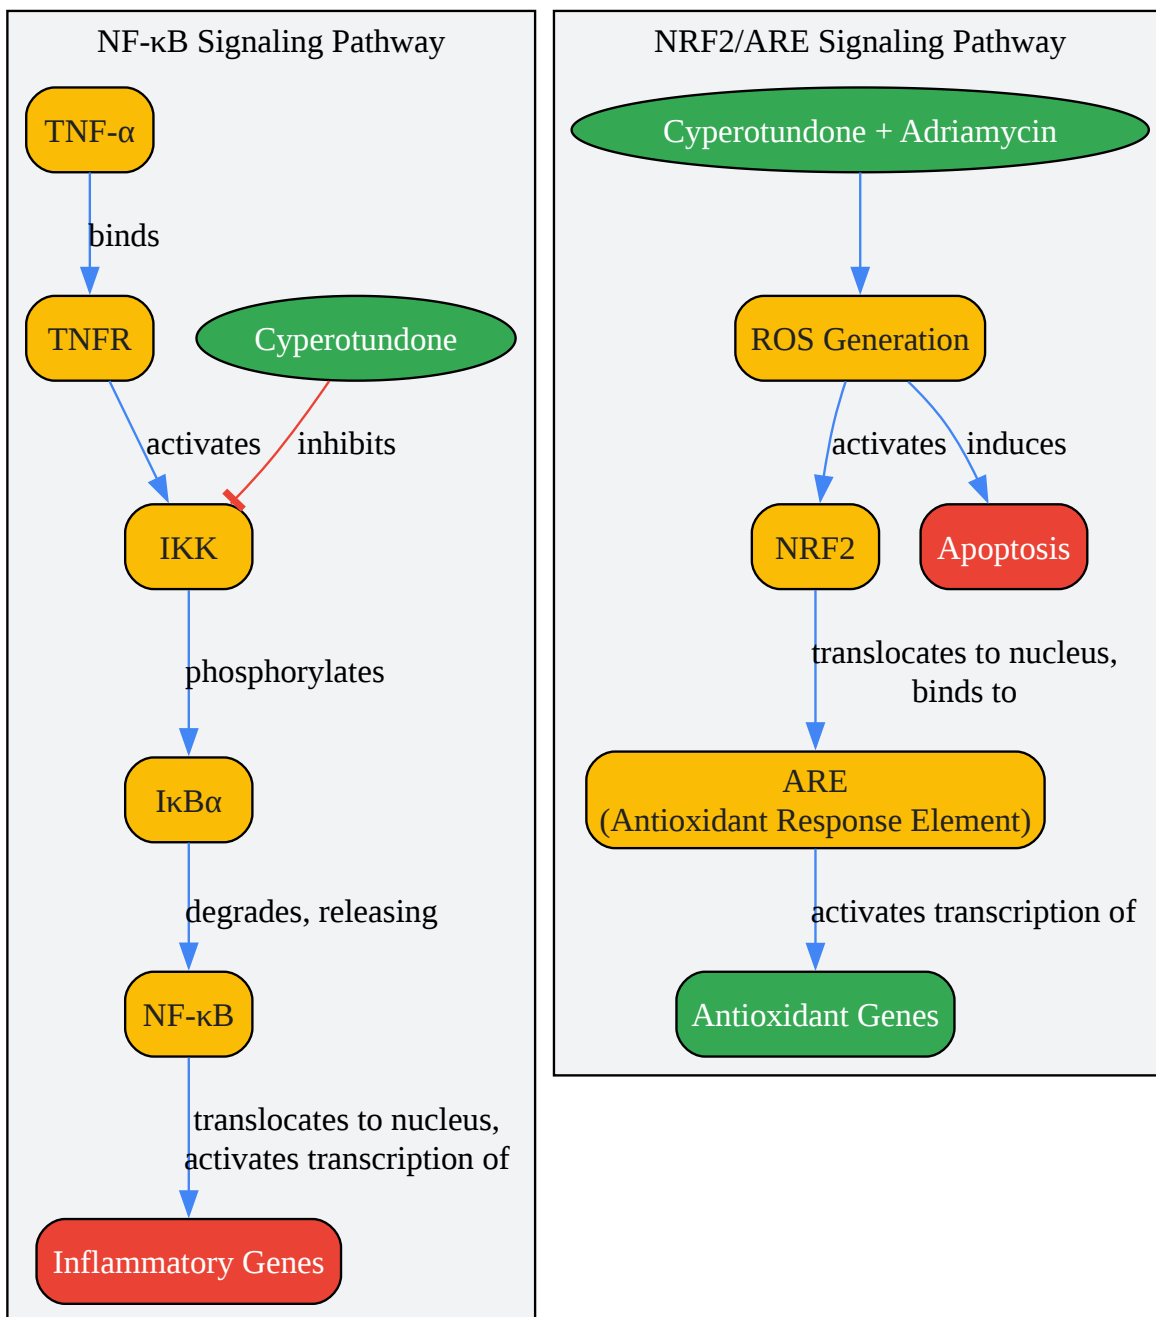 NF-κB Signaling Pathway
TNF-α
binds
TNFR
Cyperotundone
activates
inhibits
IKK
phosphorylates
IκBα
degrades, releasing
NF-κB
translocates to nucleus,
activates transcription of
Inflammatory Genes
NRF2/ARE Signaling Pathway
Cyperotundone + Adriamycin
ROS Generation
activates
induces
NRF2
Apoptosis
translocates to nucleus,
binds to
ARE
(Antioxidant Response Element)
activates transcription of
Antioxidant Genes